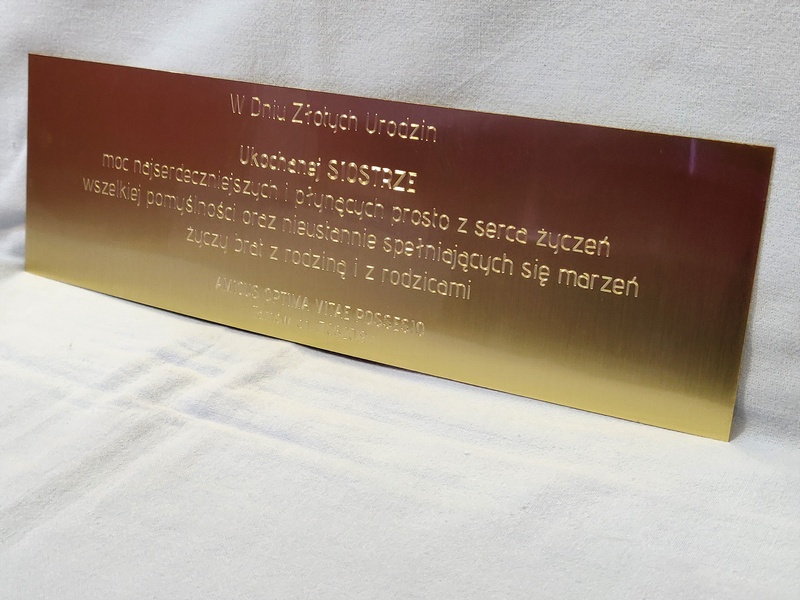 W Dniu Złotych Urodzin
Ukochanej SIOSTRZE
moc najserdeczniejszych i płynących prosto z serca życzeń
wszelkiej pomyślności oraz nieustannie spełniających się marzeń
życzy brat z rodziną i z rodzicami
AMICUS OPTIMA VITAE POSSESIO